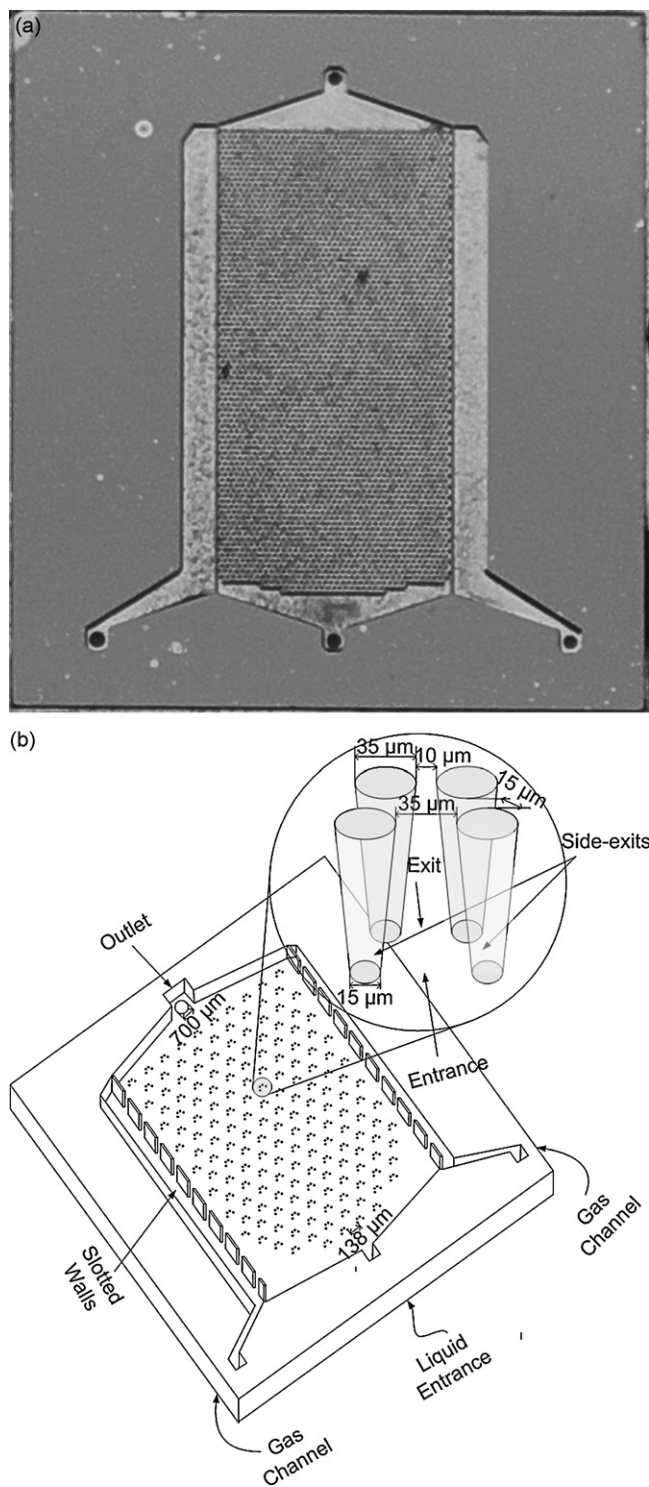 (a)
(b)
35 µm
10 µm
15 µm
35 µm
Side-exits
Exit
Outlet
15 µm
700 µm
Entrance
138 µm
Gas
Channel
Slotted
Walls
Liquid
Entrance
Gas
Channel